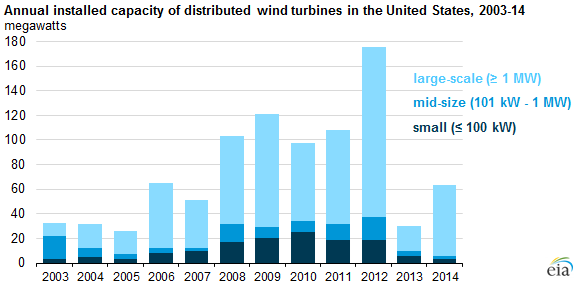 Annual installed capacity of distributed wind turbines in the United States, 2003-14
megawatts
180
160
140
120
100
80
60
40
20
0
large-scale (≥ 1 MW)
mid-size (101 kW - 1 MW)
small (≤ 100 kW)
2003 2004 2005 2006 2007 2008 2009 2010 2011 2012 2013 2014
eia